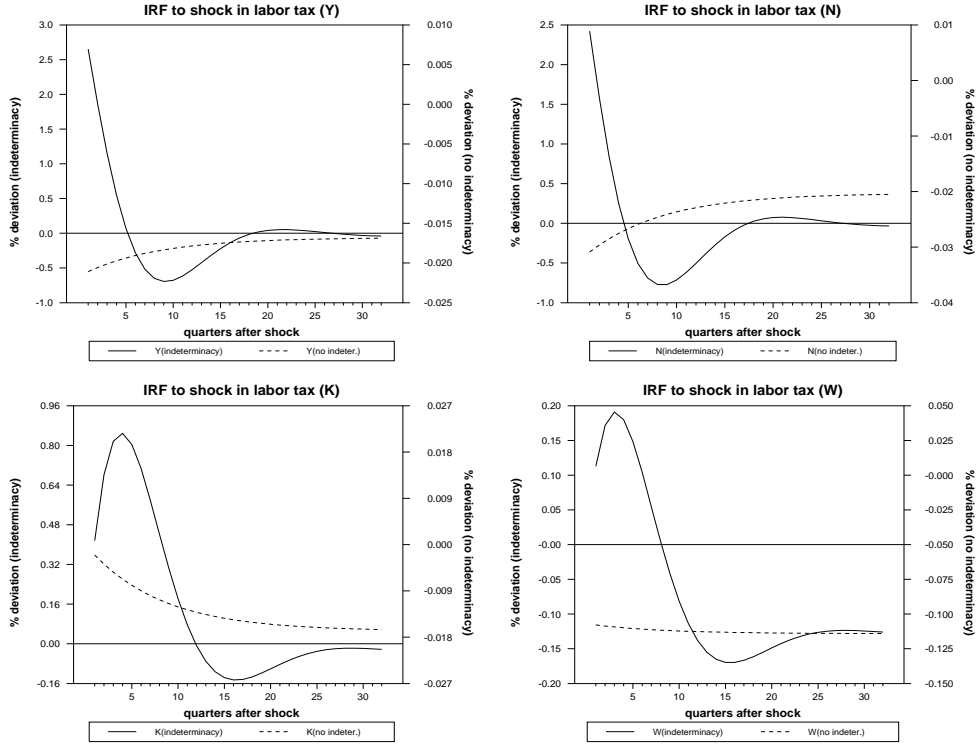 IRF to shock in labor tax (Y)
% deviation (indeterminacy)
3.0
2.5
2.0
1.5
1.0
0.5
0.0
-0.5
-1.0
0.010
0.005
0.000
-0.005
-0.010
-0.015
-0.020
-0.025
% deviation (no indeterminacy)
5 10 15 20 25 30
quarters after shock
Y(indeterminacy) Y(no indeter.)
IRF to shock in labor tax (N)
% deviation (indeterminacy)
2.5
2.0
1.5
1.0
0.5
0.0
-0.5
-1.0
0.01
0.00
-0.01
-0.02
-0.03
-0.04
% deviation (no indeterminacy)
5 10 15 20 25 30
quarters after shock
N(indeterminacy) N(no indeter.)
IRF to shock in labor tax (K)
% deviation (indeterminacy)
0.96
0.80
0.64
0.48
0.32
0.16
0.00
-0.16
0.027
0.018
0.009
0.000
-0.009
-0.018
-0.027
% deviation (no indeterminacy)
5 10 15 20 25 30
quarters after shock
K(indeterminacy) K(no indeter.)
IRF to shock in labor tax (W)
% deviation (indeterminacy)
0.20
0.15
0.10
0.05
-0.00
-0.05
-0.10
-0.15
-0.20
0.050
0.025
-0.000
-0.025
-0.050
-0.075
-0.100
-0.125
-0.150
% deviation (no indeterminacy)
5 10 15 20 25 30
quarters after shock
W(indeterminacy) W(no indeter.)